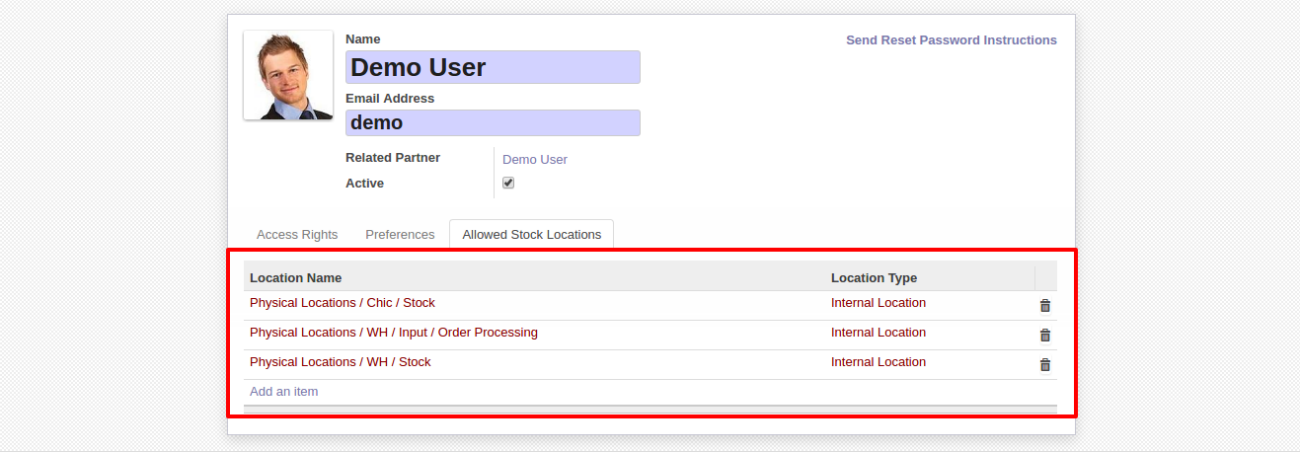 Name
Send Reset Password Instructions
Demo User
Email Address
demo
Related Partner Demo User
Active
Access Rights Preferences Allowed Stock Locations
Location Name Location Type
Physical Locations / Chic / Stock Internal Location
Physical Locations / WH / Input / Order Processing Internal Location
Physical Locations / WH / Stock Internal Location
Add an item